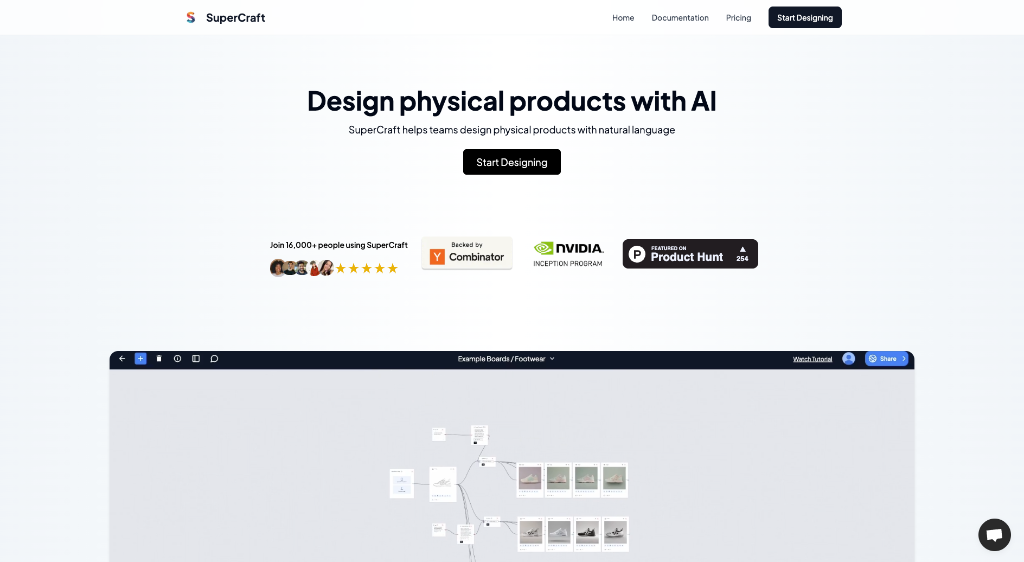 SuperCraft
Home
Documentation
Pricing
Start Designing
Design physical products with AI
SuperCraft helps teams design physical products with natural language
Start Designing
Join 16,000+ people using SuperCraft
Backed by
Y Combinator
NVIDIA.
INCEPTION PROGRAM
P
FEATURED ON
Product Hunt
254
Example Boards / Footwear
Watch Tutorial
Share